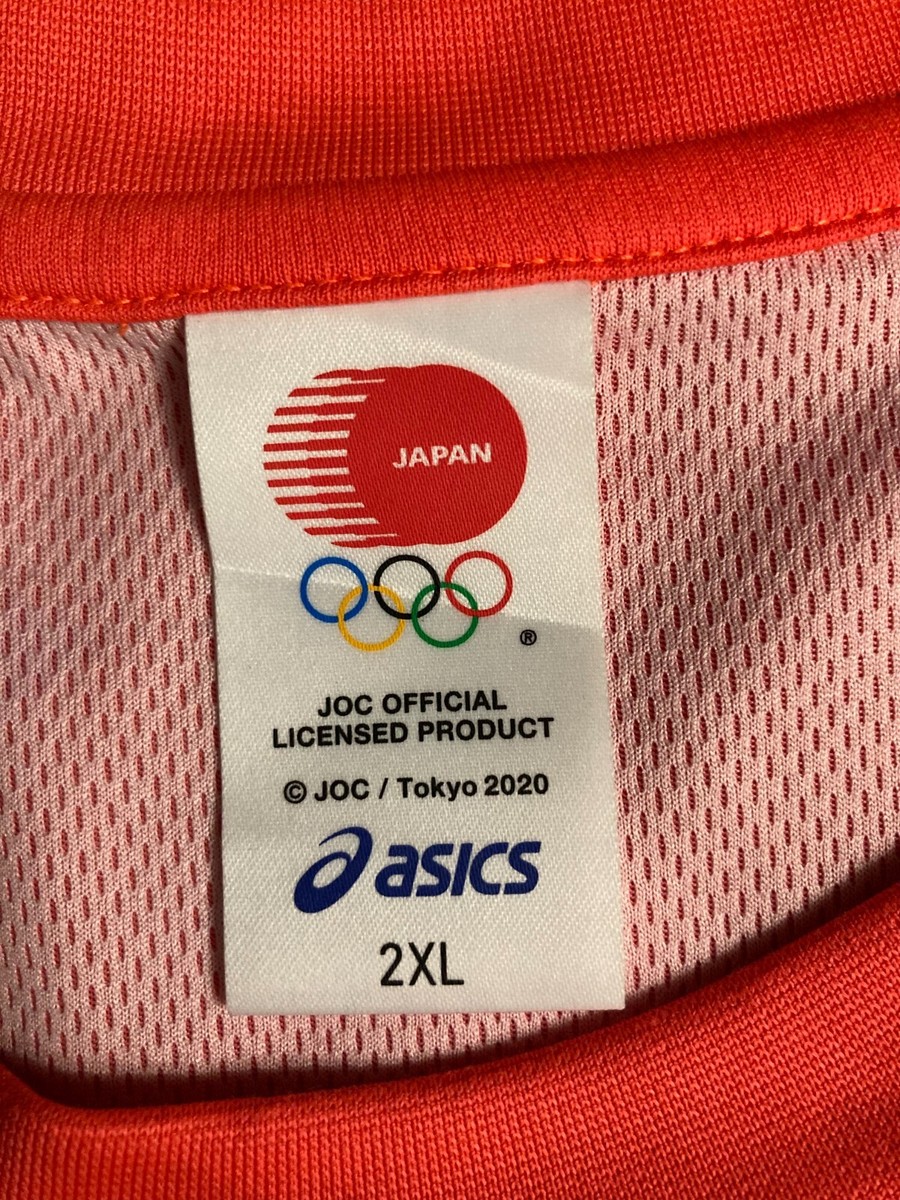 JAPAN
®
JOC OFFICIAL
LICENSED PRODUCT
© JOC / Tokyo 2020
asics
2XL